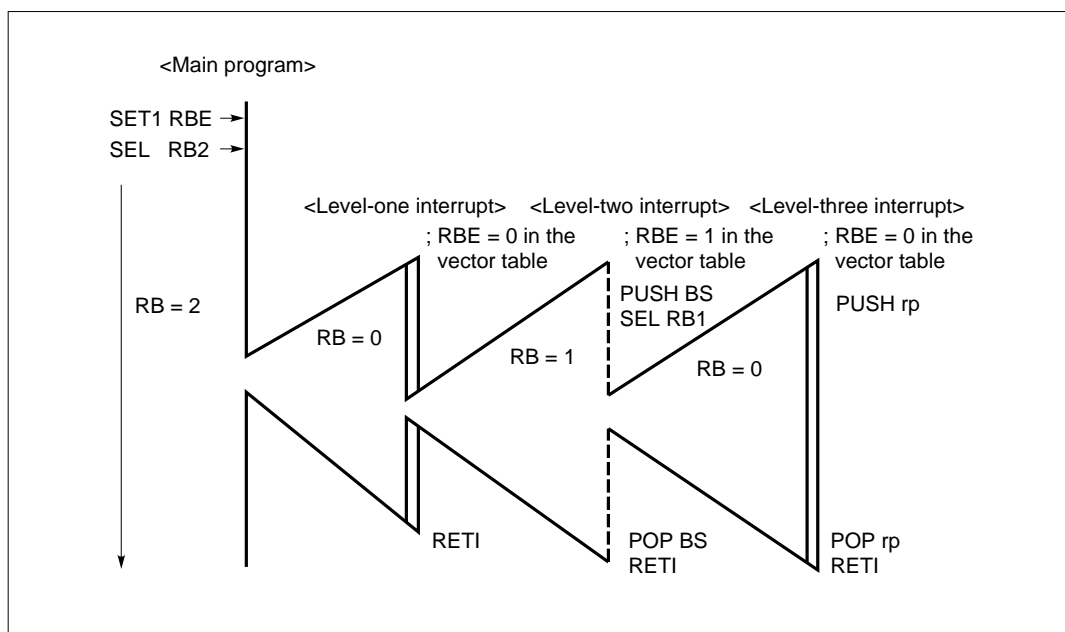 <Main program>
SET1 RBE
SEL RB2
RB = 2
<Level-one interrupt>
; RBE = 0 in the
vector table
RB = 0
RETI
<Level-two interrupt>
; RBE = 1 in the
vector table
PUSH BS
SEL RB1
RB = 1
POP BS
RETI
<Level-three interrupt>
; RBE = 0 in the
vector table
PUSH rp
RB = 0
POP rp
RETI